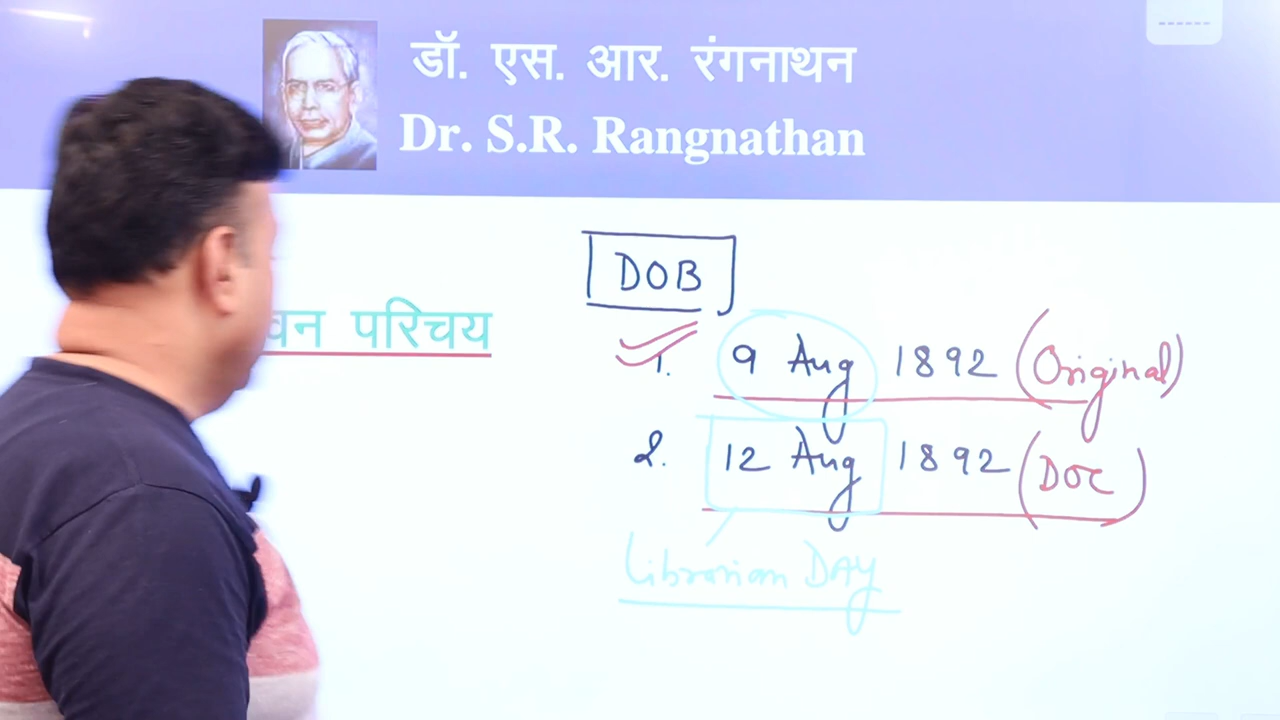 डॉ. एस. आर. रंगनाथन
Dr. S.R. Rangnathan
DOB
परिचय
1. 9 Aug 1892 (Original)
2. 12 Aug 1892 (DOC)
Librarian DAY